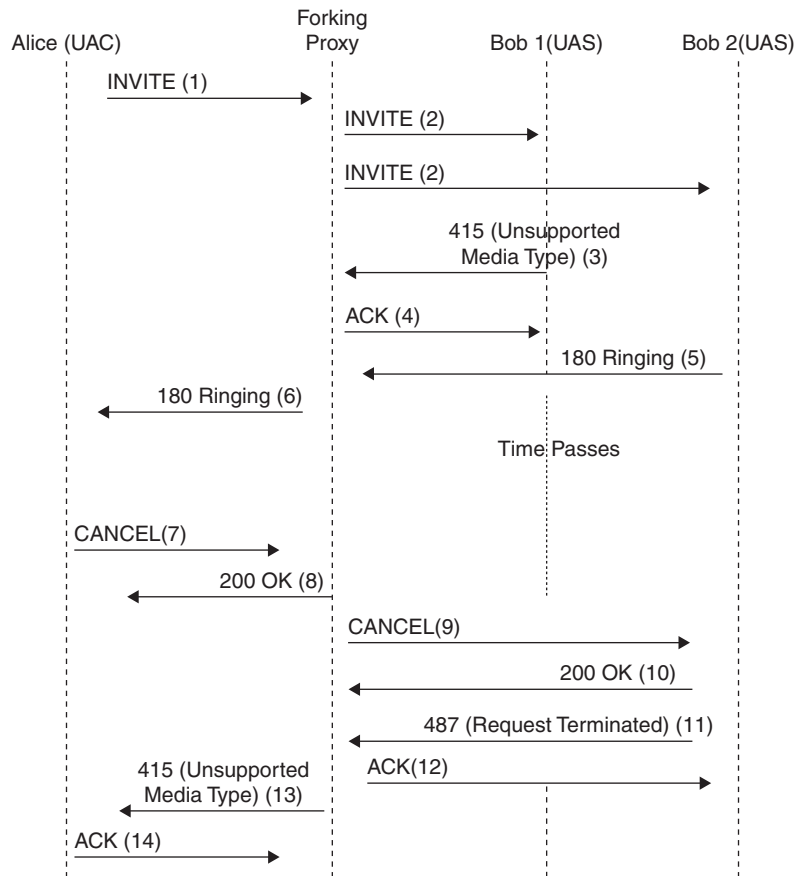 Forking
Alice (UAC) Proxy Bob 1(UAS) Bob 2(UAS)
INVITE (1)
INVITE (2)
INVITE (2)
415 (Unsupported
Media Type) (3)
ACK (4)
180 Ringing (5)
180 Ringing (6)
Time Passes
CANCEL(7)
200 OK (8)
CANCEL(9)
200 OK (10)
487 (Request Terminated) (11)
ACK(12)
415 (Unsupported
Media Type) (13)
ACK (14)